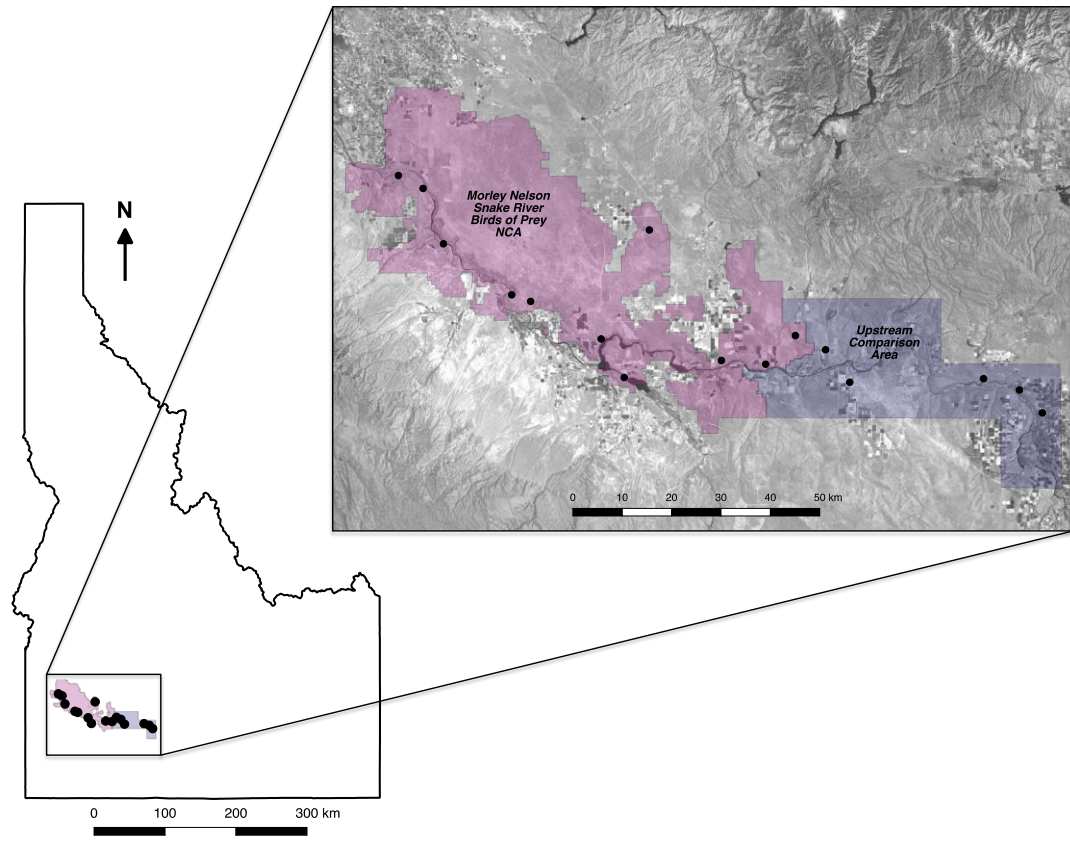 Morley Nelson
Snake River
Birds of Prey
NCA
N
Upstream
Comparison
Area
0 10 20 30 40 50 km
0 100 200 300 km